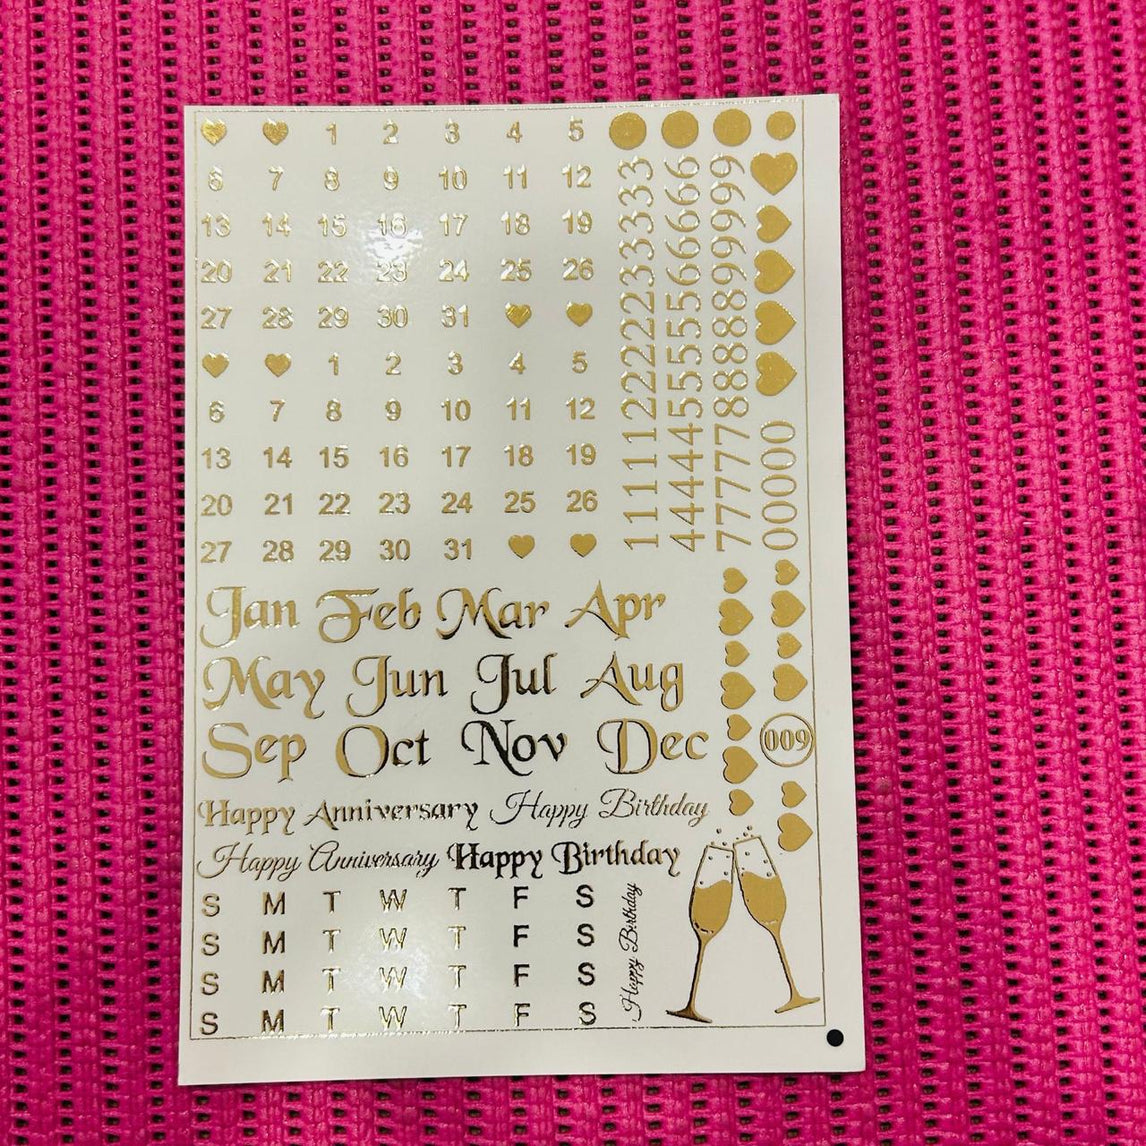 1 2 3 4 5
6 7 8 9 10 11 12
13 14 15 16 17 18 19
20 21 22 23 24 25 26
27 28 29 30 31
1 2 3 4 5
6 7 8 9 10 11 12
13 14 15 16 17 18 19
20 21 22 23 24 25 26
27 28 29 30 31
11111222223333
444445555566666
777778888899999
00000
Jan Feb Mar Apr
May Jun Jul Aug
Sep Oct Nov Dec
009
Happy Anniversary Happy Birthday
Happy Anniversary Happy Birthday
S M T W T F S
S M T W T F S
S M T W T F S
S M T W T F S
Happy Birthday